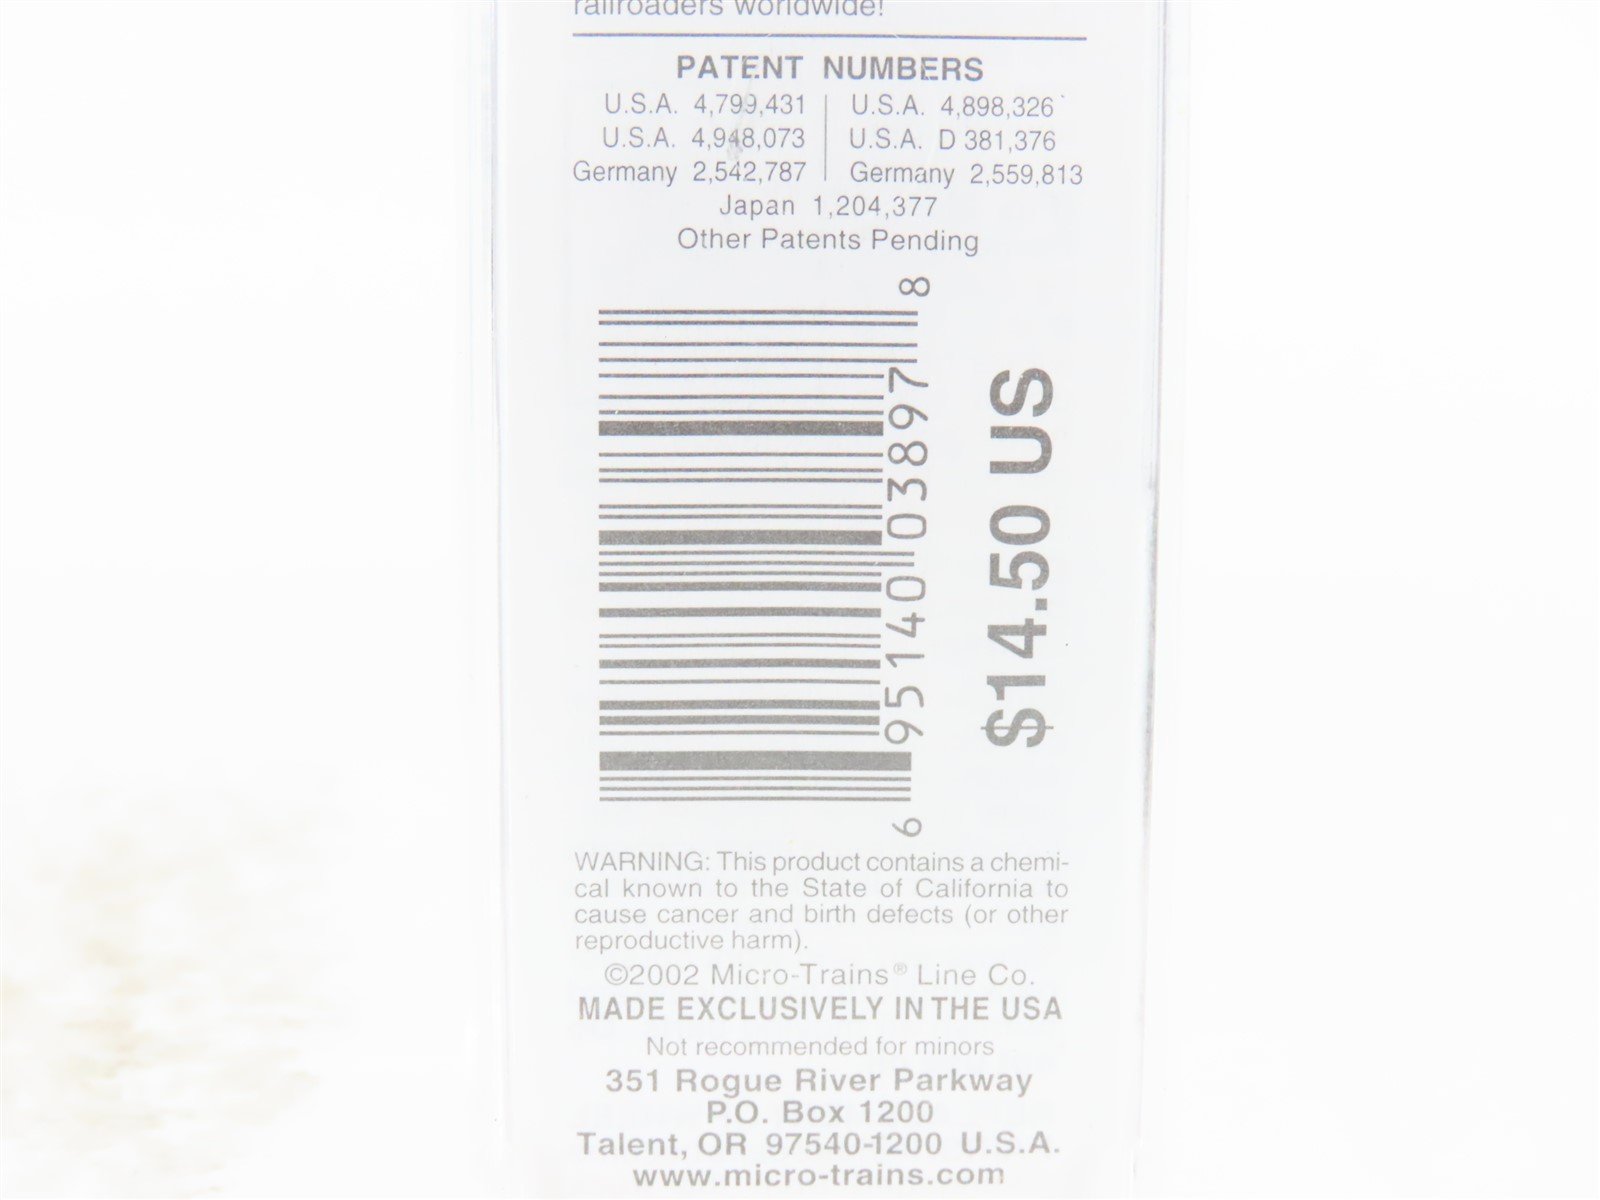 railroaders worldwide!
PATENT NUMBERS
U.S.A. 4,799,431 | U.S.A. 4,898,326
U.S.A. 4,948,073 | U.S.A. D 381,376
Germany 2,542,787 | Germany 2,559,813
Japan 1,204,377
Other Patents Pending
6 95140 03897 8
$14.50 US
WARNING: This product contains a chemi-
cal known to the State of California to
cause cancer and birth defects (or other
reproductive harm).
©2002 Micro-Trains® Line Co.
MADE EXCLUSIVELY IN THE USA
Not recommended for minors
351 Rogue River Parkway
P.O. Box 1200
Talent, OR 97540-1200 U.S.A.
www.micro-trains.com